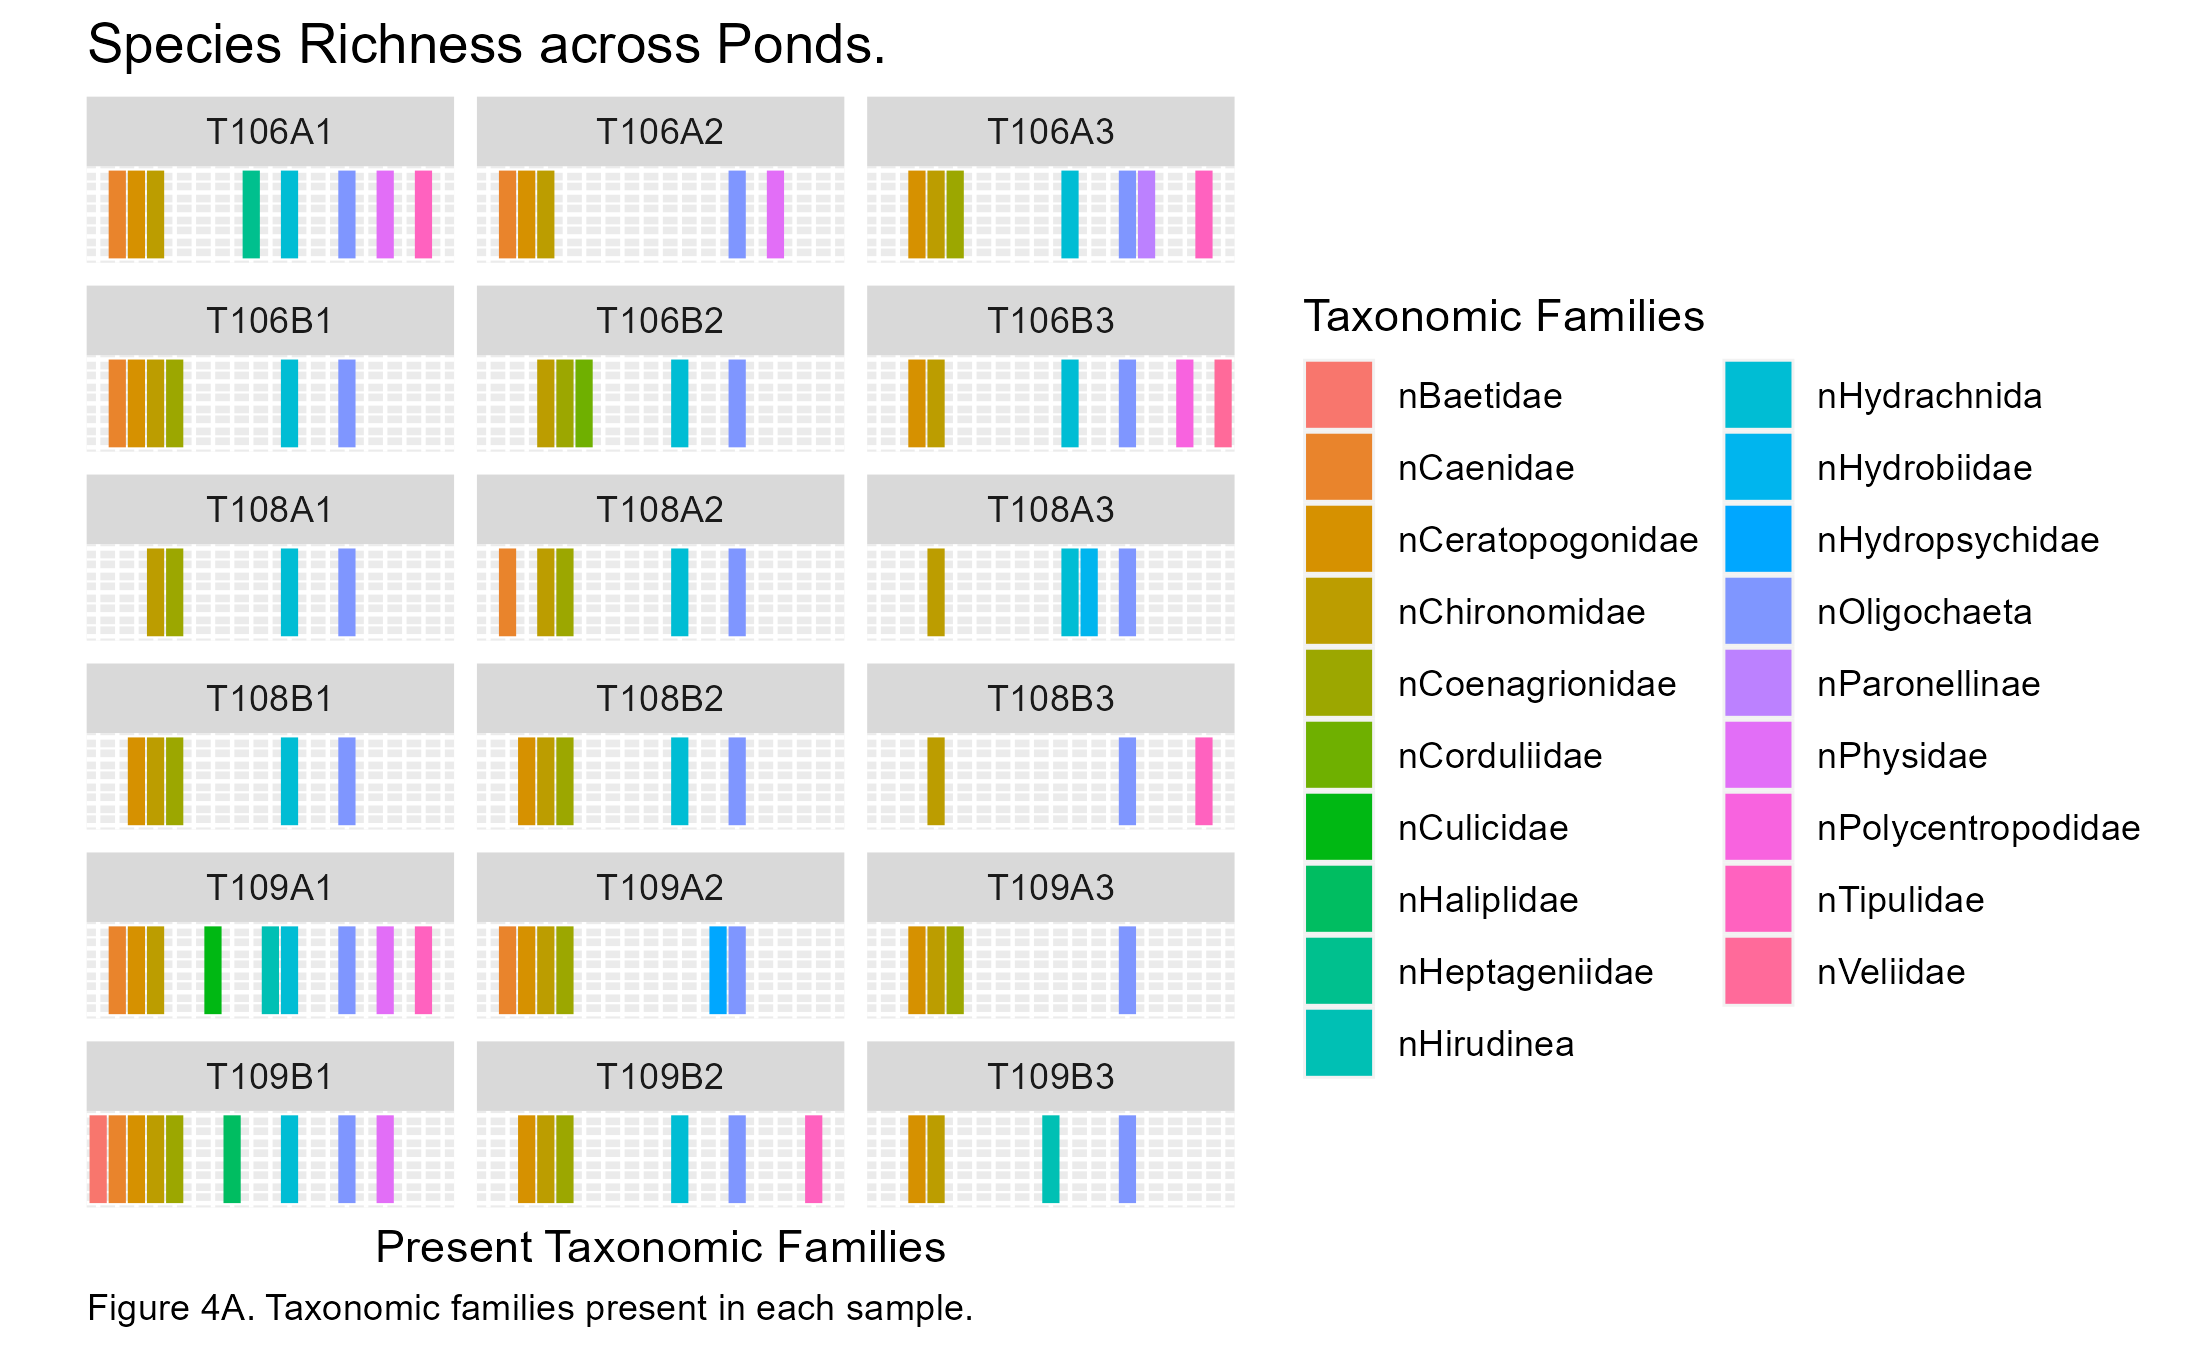 Species Richness across Ponds.
T106A1 T106A2 T106A3
T106B1 T106B2 T106B3
T108A1 T108A2 T108A3
T108B1 T108B2 T108B3
T109A1 T109A2 T109A3
T109B1 T109B2 T109B3
Present Taxonomic Families
Figure 4A. Taxonomic families present in each sample.
Taxonomic Families
nBaetidae
nCaenidae
nCeratopogonidae
nChironomidae
nCoenagrionidae
nCorduliidae
nCulicidae
nHaliplidae
nHeptageniidae
nHirudinea
nHydrachnida
nHydrobiidae
nHydropsychidae
nOligochaeta
nParonellinae
nPhysidae
nPolycentropodidae
nTipulidae
nVeliidae